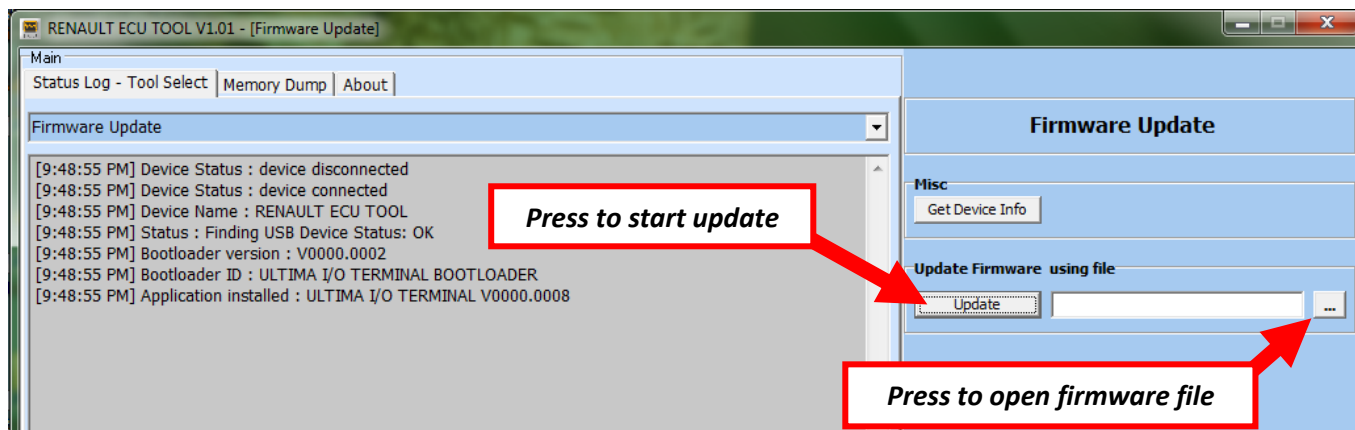 RENAULT ECU TOOL V1.01 - [Firmware Update]
Main
Status Log - Tool Select
Memory Dump
About
Firmware Update
[9:48:55 PM] Device Status : device disconnected
[9:48:55 PM] Device Status : device connected
[9:48:55 PM] Device Name : RENAULT ECU TOOL
[9:48:55 PM] Status : Finding USB Device Status: OK
[9:48:55 PM] Bootloader version : V0000.0002
[9:48:55 PM] Bootloader ID : ULTIMA I/O TERMINAL BOOTLOADER
[9:48:55 PM] Application installed : ULTIMA I/O TERMINAL V0000.0008
Press to start update
Firmware Update
Misc
Get Device Info
Update Firmware using file
Update
...
Press to open firmware file